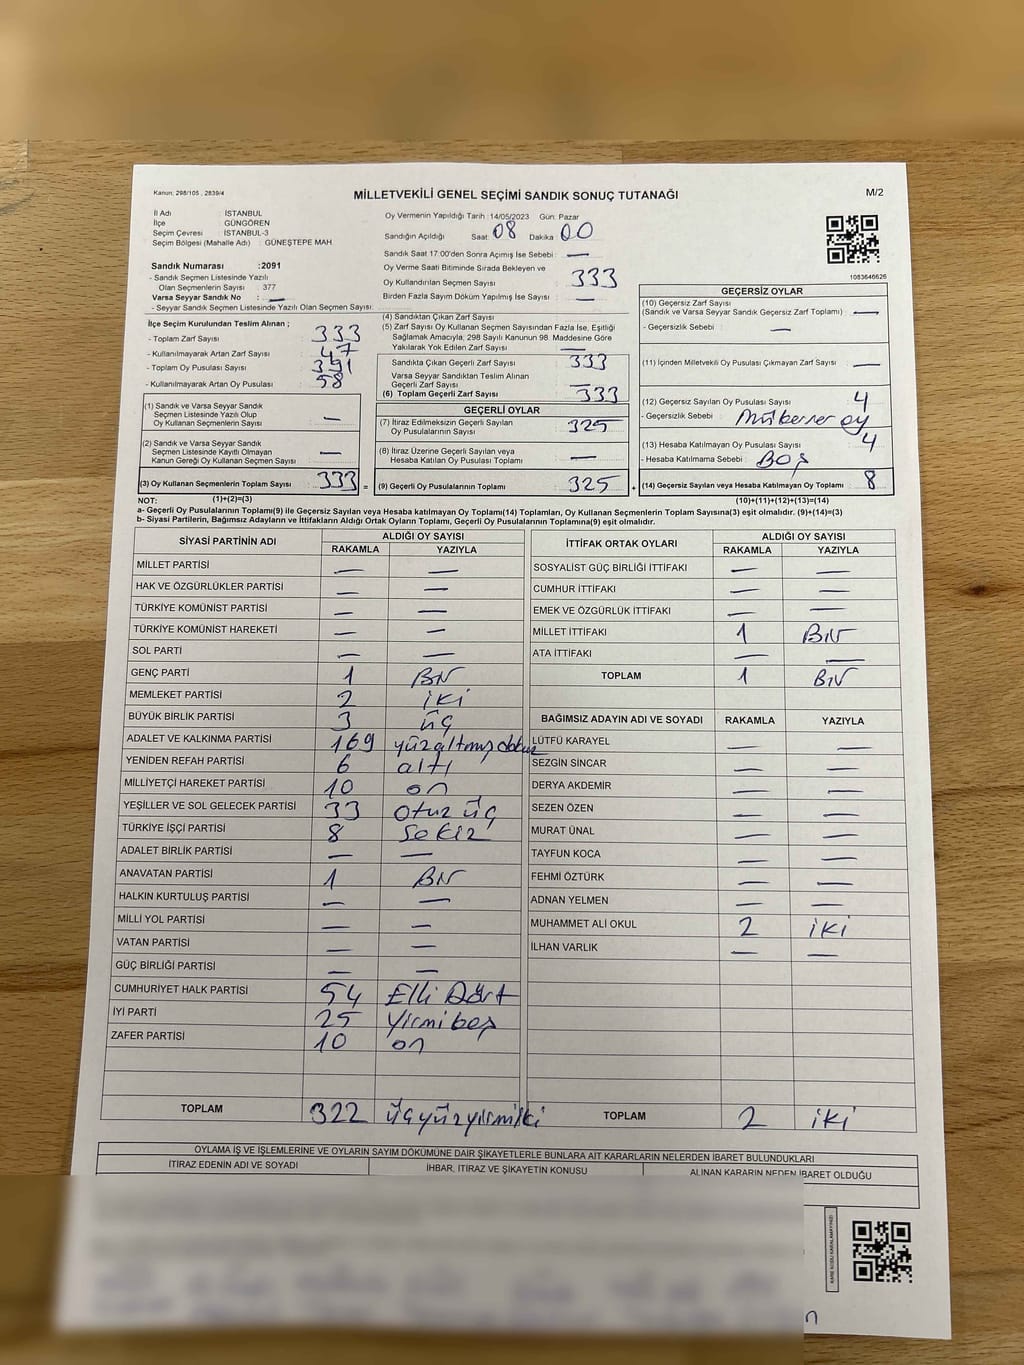 Kanun: 298/105 , 2839/4
MİLLETVEKİLİ GENEL SEÇİMİ SANDIK SONUÇ TUTANAĞI
M/2
İl Adı : İSTANBUL
İlçe : GÜNGÖREN
Seçim Çevresi : İSTANBUL-3
Seçim Bölgesi (Mahalle Adı) : GÜNEŞTEPE MAH
Sandık Numarası :2091
- Sandık Seçmen Listesinde Yazılı
Olan Seçmenlerin Sayısı : 377
Varsa Seyyar Sandık No : —
- Seyyar Sandık Seçmen Listesinde Yazılı Olan Seçmen Sayısı:
Oy Vermenin Yapıldığı Tarih : 14/05/2023 Gün: Pazar
Sandığın Açıldığı Saat: 08 Dakika: 00
Sandık Saat 17:00'den Sonra Açılmış İse Sebebi: —
Oy Verme Saati Bitiminde Sırada Bekleyen ve
Oy Kullandırılan Seçmen Sayısı : 333
Birden Fazla Sayım Döküm Yapılmış İse Sayısı : —
1083646626
İlçe Seçim Kurulundan Teslim Alınan ;
- Toplam Zarf Sayısı : 333
- Kullanılmayarak Artan Zarf Sayısı : 47
- Toplam Oy Pusulası Sayısı : 391
- Kullanılmayarak Artan Oy Pusulası : 58
(1) Sandık ve Varsa Seyyar Sandık
Seçmen Listesinde Yazılı Olup
Oy Kullanan Seçmenlerin Sayısı : —
(2) Sandık ve Varsa Seyyar Sandık
Seçmen Listesinde Kayıtlı Olmayan
Kanun Gereği Oy Kullanan Seçmen Sayısı : —
(3) Oy Kullanan Seçmenlerin Toplam Sayısı : 333 =
(4) Sandıktan Çıkan Zarf Sayısı :
(5) Zarf Sayısı Oy Kullanan Seçmen Sayısından Fazla İse, Eşitliği
Sağlamak Amacıyla, 298 Sayılı Kanunun 98. Maddesine Göre
Yakılarak Yok Edilen Zarf Sayısı : —
Sandıkta Çıkan Geçerli Zarf Sayısı : 333
Varsa Seyyar Sandıktan Teslim Alınan
Geçerli Zarf Sayısı : —
(6) Toplam Geçerli Zarf Sayısı : 333
GEÇERLİ OYLAR
(7) İtiraz Edilmeksizin Geçerli Sayılan
Oy Pusulalarının Sayısı : 325
(8) İtiraz Üzerine Geçerli Sayılan veya
Hesaba Katılan Oy Pusulası Toplamı : —
(9) Geçerli Oy Pusulalarının Toplamı : 325 +
GEÇERSİZ OYLAR
(10) Geçersiz Zarf Sayısı
(Sandık ve Varsa Seyyar Sandık Geçersiz Zarf Toplamı) : —
- Geçersizlik Sebebi : —
(11) İçinden Milletvekili Oy Pusulası Çıkmayan Zarf Sayısı : —
(12) Geçersiz Sayılan Oy Pusulası Sayısı : 4
- Geçersizlik Sebebi : Mükerrer oy
(13) Hesaba Katılmayan Oy Pusulası Sayısı : 4
- Hesaba Katılmama Sebebi : BOŞ
(14) Geçersiz Sayılan veya Hesaba Katılmayan Oy Toplamı : 8
NOT: (1)+(2)=(3)
(10)+(11)+(12)+(13)=(14)
a- Geçerli Oy Pusulalarının Toplamı(9) ile Geçersiz Sayılan veya Hesaba katılmayan Oy Toplamı(14) Toplamları, Oy Kullanan Seçmenlerin Toplam Sayısına(3) eşit olmalıdır. (9)+(14)=(3)
b- Siyasi Partilerin, Bağımsız Adayların ve İttifakların Aldığı Ortak Oyların Toplamı, Geçerli Oy Pusulalarının Toplamına(9) eşit olmalıdır.
SİYASİ PARTİNİN ADI ALDIĞI OY SAYISI
RAKAMLA YAZIYLA
MİLLET PARTİSİ — —
HAK VE ÖZGÜRLÜKLER PARTİSİ — —
TÜRKİYE KOMÜNİST PARTİSİ — —
TÜRKİYE KOMÜNİST HAREKETİ — —
SOL PARTİ — —
GENÇ PARTİ 1 BİR
MEMLEKET PARTİSİ 2 iki
BÜYÜK BİRLİK PARTİSİ 3 üç
ADALET VE KALKINMA PARTİSİ 169 yüzaltmışdokuz
YENİDEN REFAH PARTİSİ 6 altı
MİLLİYETÇİ HAREKET PARTİSİ 10 on
YEŞİLLER VE SOL GELECEK PARTİSİ 33 otuz üç
TÜRKİYE İŞÇİ PARTİSİ 8 Sekiz
ADALET BİRLİK PARTİSİ — —
ANAVATAN PARTİSİ 1 BİR
HALKIN KURTULUŞ PARTİSİ — —
MİLLİ YOL PARTİSİ — —
VATAN PARTİSİ — —
GÜÇ BİRLİĞİ PARTİSİ — —
CUMHURİYET HALK PARTİSİ 54 Elli Dört
İYİ PARTİ 25 Yirmi beş
ZAFER PARTİSİ 10 on
TOPLAM 322 üçyüzyirmiiki
İTTİFAK ORTAK OYLARI ALDIĞI OY SAYISI
RAKAMLA YAZIYLA
SOSYALİST GÜÇ BİRLİĞİ İTTİFAKI — —
CUMHUR İTTİFAKI — —
EMEK VE ÖZGÜRLÜK İTTİFAKI — —
MİLLET İTTİFAKI 1 BİR
ATA İTTİFAKI — —
TOPLAM 1 BİR
BAĞIMSIZ ADAYIN ADI VE SOYADI RAKAMLA YAZIYLA
LÜTFÜ KARAYEL — —
SEZGİN SİNCAR — —
DERYA AKDEMİR — —
SEZEN ÖZEN — —
MURAT ÜNAL — —
TAYFUN KOCA — —
FEHMİ ÖZTÜRK — —
ADNAN YELMEN — —
MUHAMMET ALİ OKUL 2 iki
İLHAN VARLIK — —
TOPLAM 2 iki
OYLAMA İŞ VE İŞLEMLERİNE VE OYLARIN SAYIM DÖKÜMÜNE DAİR ŞİKAYETLERLE BUNLARA AİT KARARLARIN NELERDEN İBARET BULUNDUKLARI
İTİRAZ EDENİN ADI VE SOYADI İHBAR, İTİRAZ VE ŞİKAYETİN KONUSU ALINAN KARARIN NEDEN İBARET OLDUĞU
KARE KODU KARALAMAYINIZ!